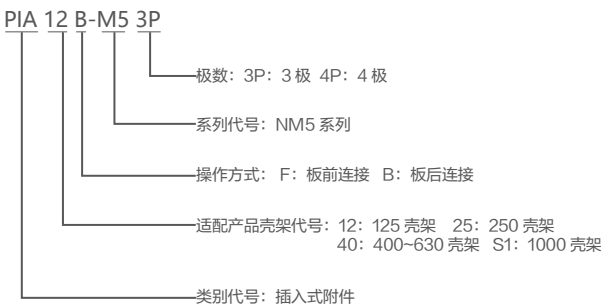 PIA 12 B-M5 3P
极数：3P：3 极 4P：4 极
系列代号：NM5 系列
操作方式： F：板前连接 B：板后连接
适配产品壳架代号：12：125 壳架 25：250 壳架
40：400~630 壳架 S1：1000 壳架
类别代号：插入式附件